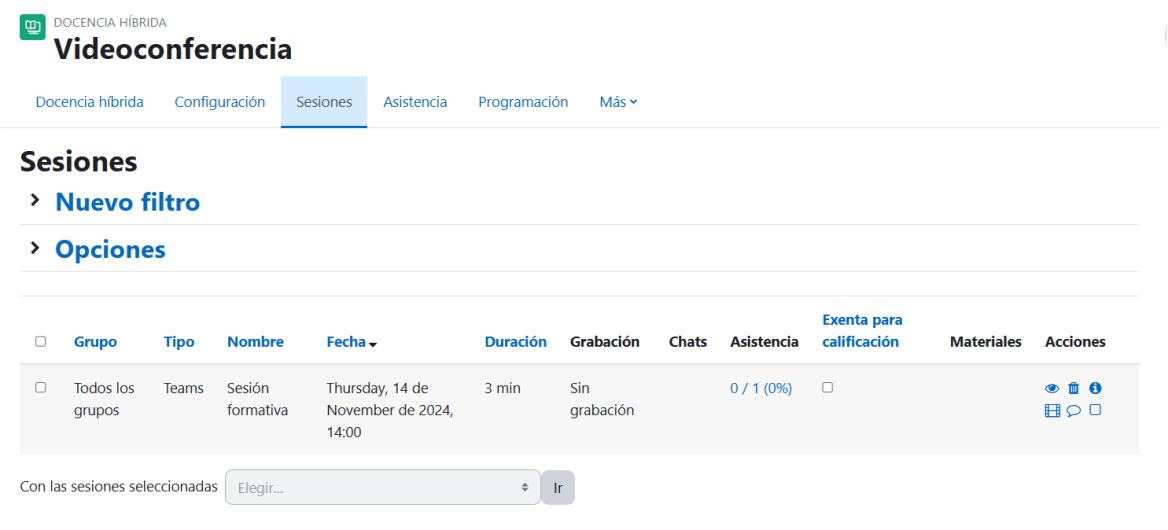 DOCENCIA HÍBRIDA
Videoconferencia
Docencia híbrida Configuración Sesiones Asistencia Programación Más
Sesiones
Nuevo filtro
Opciones
Grupo Tipo Nombre Fecha Duración Grabación Chats Asistencia Exenta para calificación Materiales Acciones
Todos los grupos Teams Sesión formativa Thursday, 14 de November de 2024, 14:00 3 min Sin grabación 0 / 1 (0%)
Con las sesiones seleccionadas Elegir... Ir